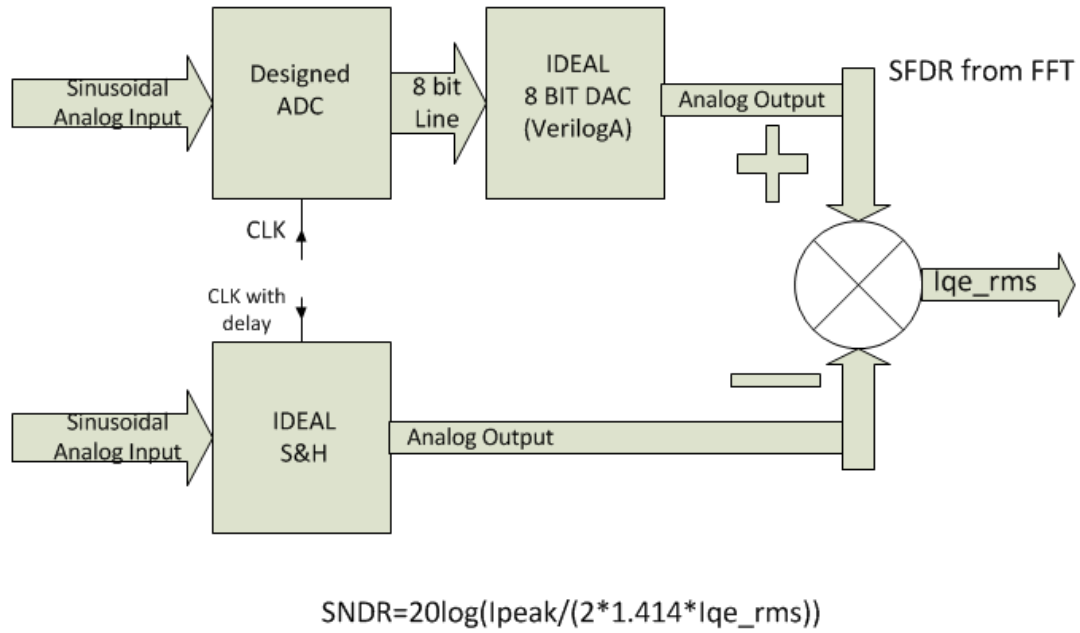 Sinusoidal
Analog Input
Designed
ADC
8 bit
Line
IDEAL
8 BIT DAC
(VerilogA)
Analog Output
SFDR from FFT
CLK
CLK with
delay
Iqe_rms
Sinusoidal
Analog Input
IDEAL
S&H
Analog Output
SNDR=20log(Ipeak/(2*1.414*Iqe_rms))